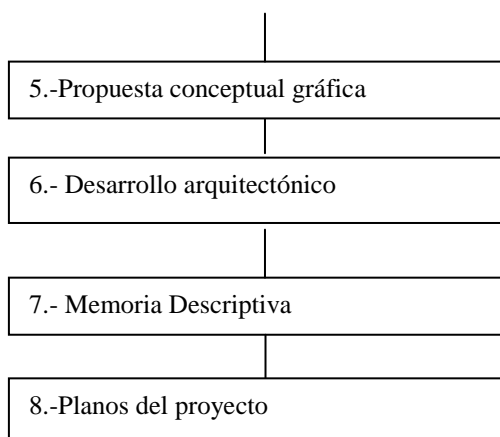 5.-Propuesta conceptual gráfica
6.- Desarrollo arquitectónico
7.- Memoria Descriptiva
8.-Planos del proyecto